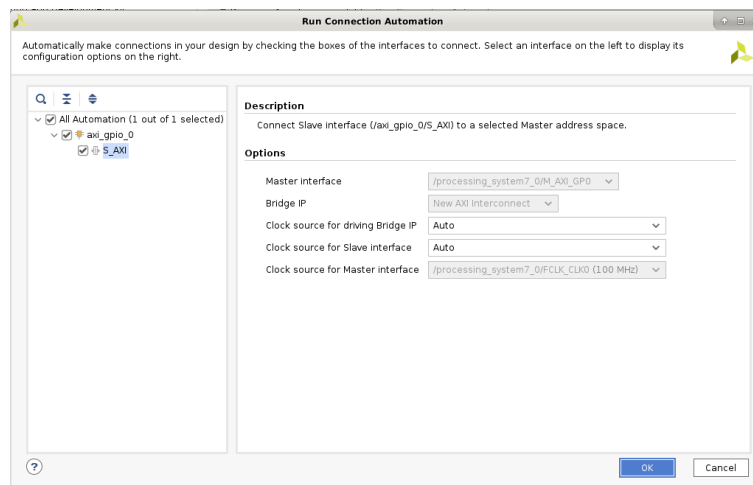 Run Connection Automation
Automatically make connections in your design by checking the boxes of the interfaces to connect. Select an interface on the left to display its
configuration options on the right.
All Automation (1 out of 1 selected)
axi_gpio_0
S_AXI
Description
Connect Slave interface (/axi_gpio_0/S_AXI) to a selected Master address space.
Options
Master interface /processing_system7_0/M_AXI_GP0
Bridge IP New AXI Interconnect
Clock source for driving Bridge IP Auto
Clock source for Slave interface Auto
Clock source for Master interface /processing_system7_0/FCLK_CLK0 (100 MHz)
?
OK Cancel